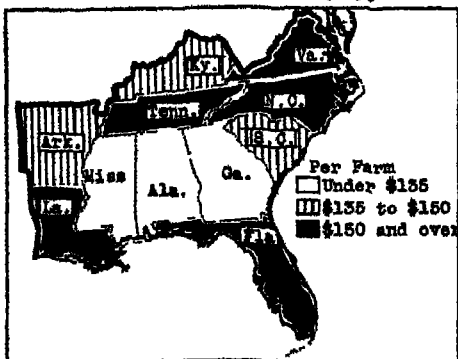 Ky.
Va.
Tenn.
N.C.
Ark.
S.C.
Miss
Ala.
Ga.
La.
Fla
Per Farm
Under $135
$135 to $150
$150 and over